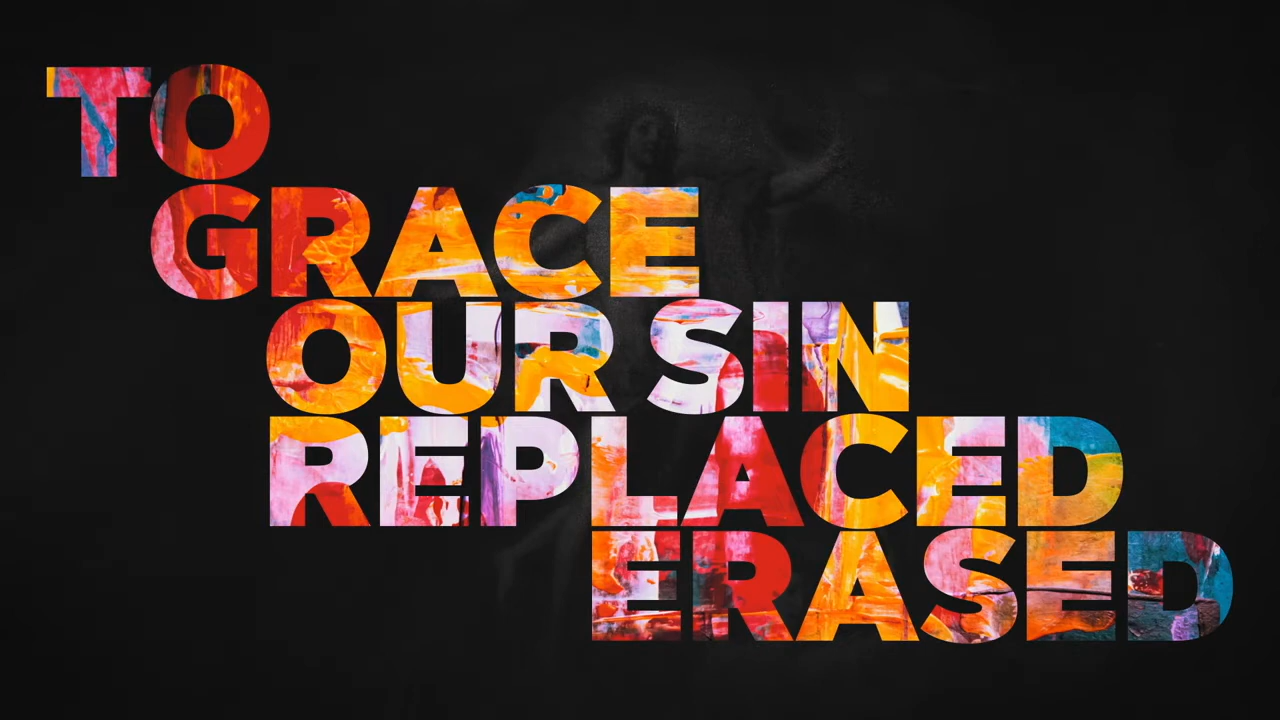 TO
GRACE
OUR SIN
REPLACED
ERASED